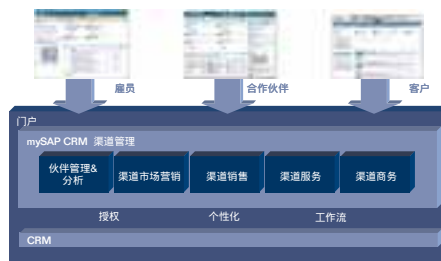 雇员
合作伙伴
客户
门户
mySAP CRM 渠道管理
伙伴管理&
分析
渠道市场营销
渠道销售
渠道服务
渠道商务
授权
个性化
工作流
CRM